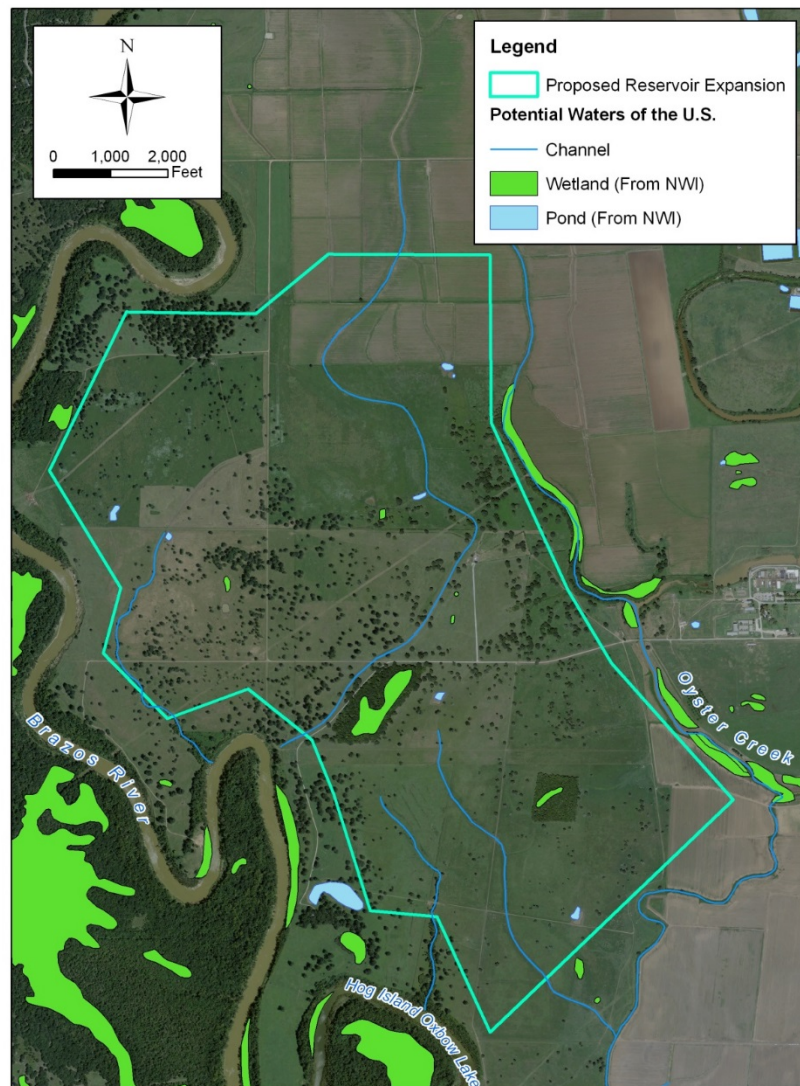 N
0 1,000 2,000
Feet
Legend
Proposed Reservoir Expansion
Potential Waters of the U.S.
Channel
Wetland (From NWI)
Pond (From NWI)
Oyster Creek
Brazos River
Hog Island Oxbow Lake